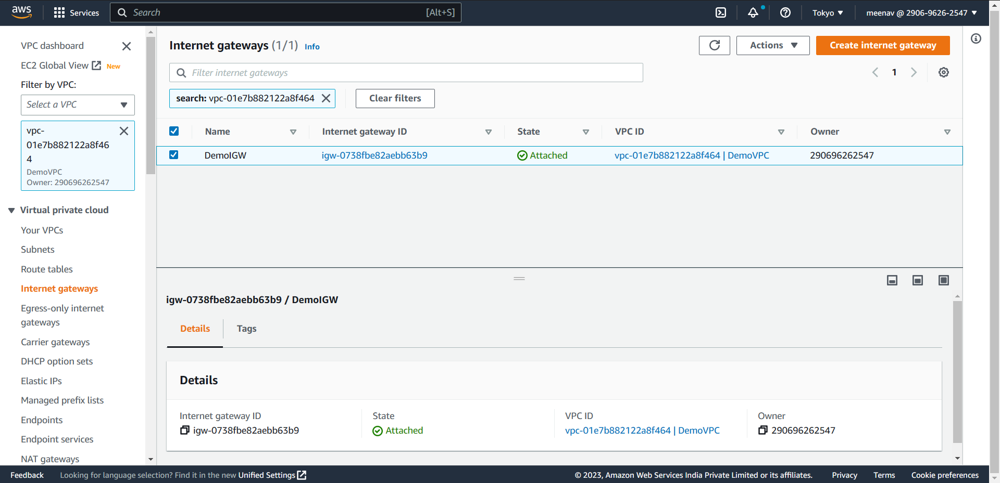 aws
Services
Search [Alt+S]
Tokyo
meenav @ 2906-9626-2547
VPC dashboard
EC2 Global View New
Filter by VPC:
Select a VPC
vpc-
01e7b882122a8f46
4
DemoVPC
Owner: 290696262547
Virtual private cloud
Your VPCs
Subnets
Route tables
Internet gateways
Egress-only internet
gateways
Carrier gateways
DHCP option sets
Elastic IPs
Managed prefix lists
Endpoints
Endpoint services
NAT gateways
Internet gateways (1/1) Info
Actions
Create internet gateway
Filter internet gateways
1
search: vpc-01e7b882122a8f464
Clear filters
Name Internet gateway ID State VPC ID Owner
DemoIGW igw-0738fbe82aebb63b9 Attached vpc-01e7b882122a8f464 | DemoVPC 290696262547
igw-0738fbe82aebb63b9 / DemoIGW
Details Tags
Details
Internet gateway ID State VPC ID Owner
igw-0738fbe82aebb63b9 Attached vpc-01e7b882122a8f464 | DemoVPC 290696262547
Feedback Looking for language selection? Find it in the new Unified Settings © 2023, Amazon Web Services India Private Limited or its affiliates. Privacy Terms Cookie preferences